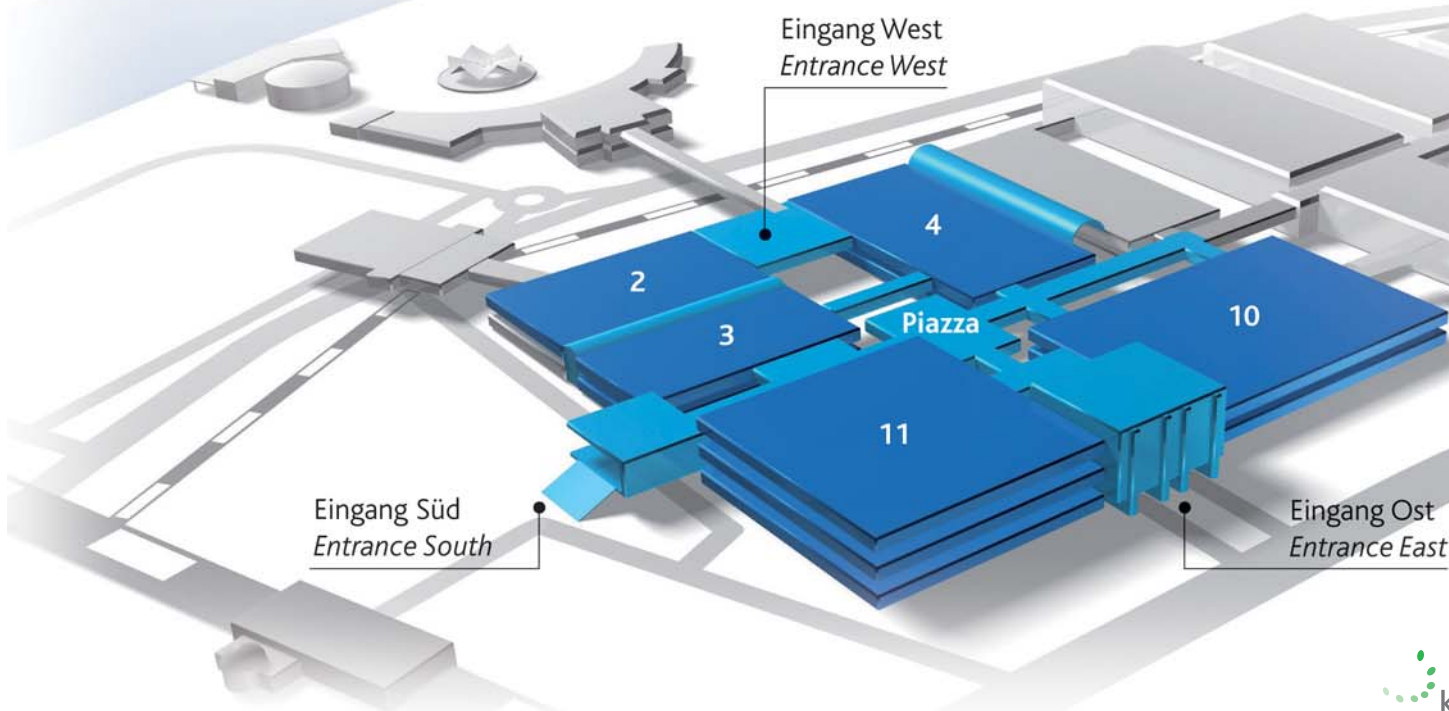 Eingang West
Entrance West
4
2
3
Piazza
10
11
Eingang Süd
Entrance South
Eingang Ost
Entrance East
k